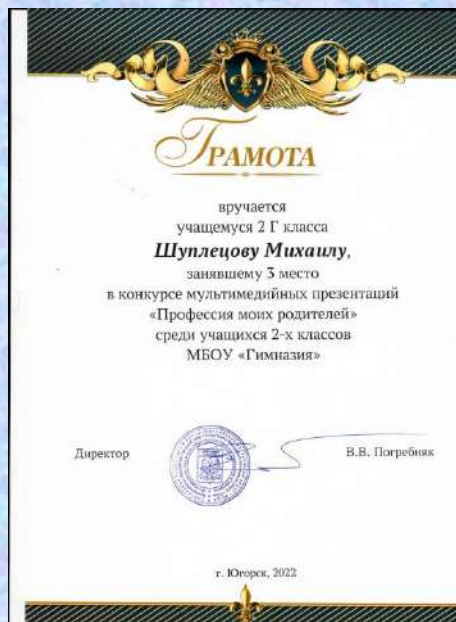 ГРАМОТА
вручается
учащемуся 2 Г класса
Шуплецову Михаилу,
занявшему 3 место
в конкурсе мультимедийных презентаций
«Профессия моих родителей»
среди учащихся 2-х классов
МБОУ «Гимназия»
Директор
В.В. Погребняк
г. Югорск, 2022